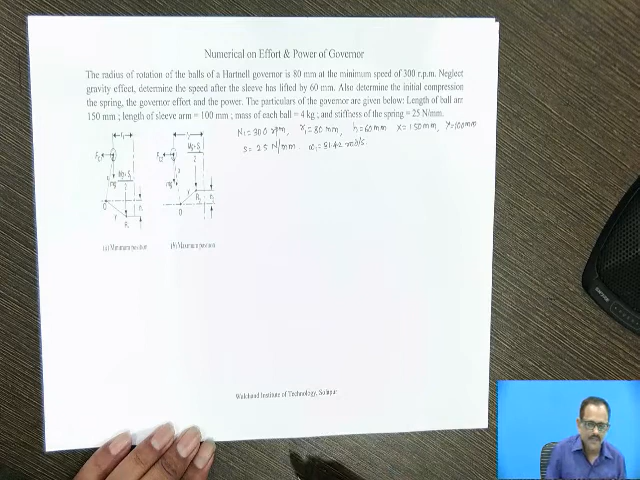 Numerical on Effort & Power of Governor
The radius of rotation of the balls of a Hartnell governor is 80 mm at the minimum speed of 300 r.p.m. Neglect
gravity effect, determine the speed after the sleeve has lifted by 60 mm. Also determine the initial compression
the spring, the governor effort and the power. The particulars of the governor are given below: Length of ball arm
150 mm ; length of sleeve arm = 100 mm ; mass of each ball = 4 kg ; and stiffness of the spring = 25 N/mm.
N1 = 300 rpm, r1 = 80 mm, h = 60 mm x = 150 mm, y = 100 mm
S = 25 N/mm. ω1 = 31.42 rad/s.
(a) Minimum position
(b) Maximum position
Walchand Institute of Technology, Solapur